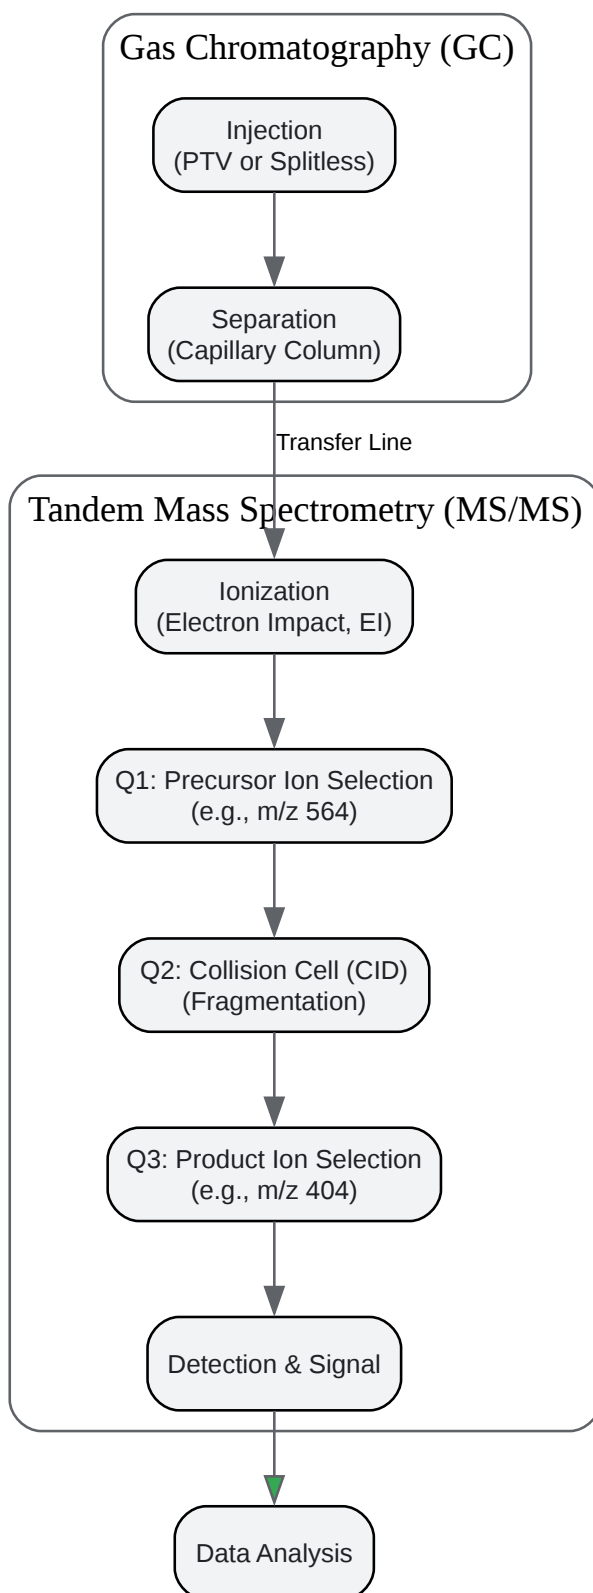 Gas Chromatography (GC)
Injection
(PTV or Splitless)
Separation
(Capillary Column)
Transfer Line
Tandem Mass Spectrometry (MS/MS)
Ionization
(Electron Impact, EI)
Q1: Precursor Ion Selection
(e.g., m/z 564)
Q2: Collision Cell (CID)
(Fragmentation)
Q3: Product Ion Selection
(e.g., m/z 404)
Detection & Signal
Data Analysis